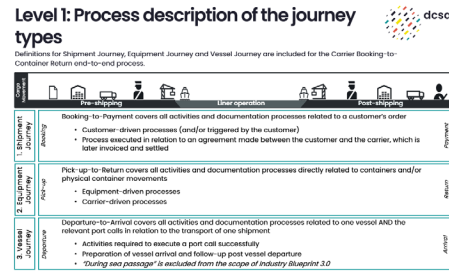 Level 1: Process description of the journey
types
dcsa
Definitions for Shipment Journey, Equipment Journey and Vessel Journey are included for the Carrier Booking-to-
Container Return end-to-end process.
Cargo
Movement
Pre-shipping
Liner operation
Post-shipping
1. Shipment
Journey
Booking
Booking-to-Payment covers all activities and documentation processes related to a customer's order
• Customer-driven processes (and/or triggered by the customer)
• Process executed in relation to an agreement made between the customer and the carrier, which is
later invoiced and settled
Payment
2. Equipment
Journey
Pick-up
Pick-up-to-Return covers all activities and documentation processes directly related to containers and/or
physical container movements
• Equipment-driven processes
• Carrier-driven processes
Return
3. Vessel
Journey
Departure
Departure-to-Arrival covers all activities and documentation processes related to one vessel AND the
relevant port calls in relation to the transport of one shipment
• Activities required to execute a port call successfully
• Preparation of vessel arrival and follow-up post vessel departure
• "During sea passage" is excluded from the scope of Industry Blueprint 3.0
Arrival